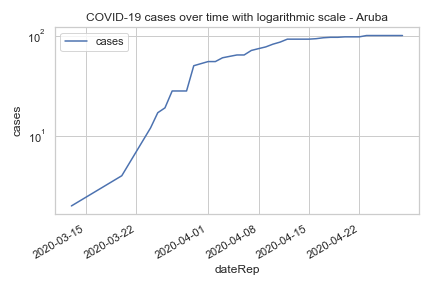 COVID-19 cases over time with logarithmic scale - Aruba
cases
10²
10¹
cases
2020-03-15
2020-03-22
2020-04-01
2020-04-08
2020-04-15
2020-04-22
dateRep